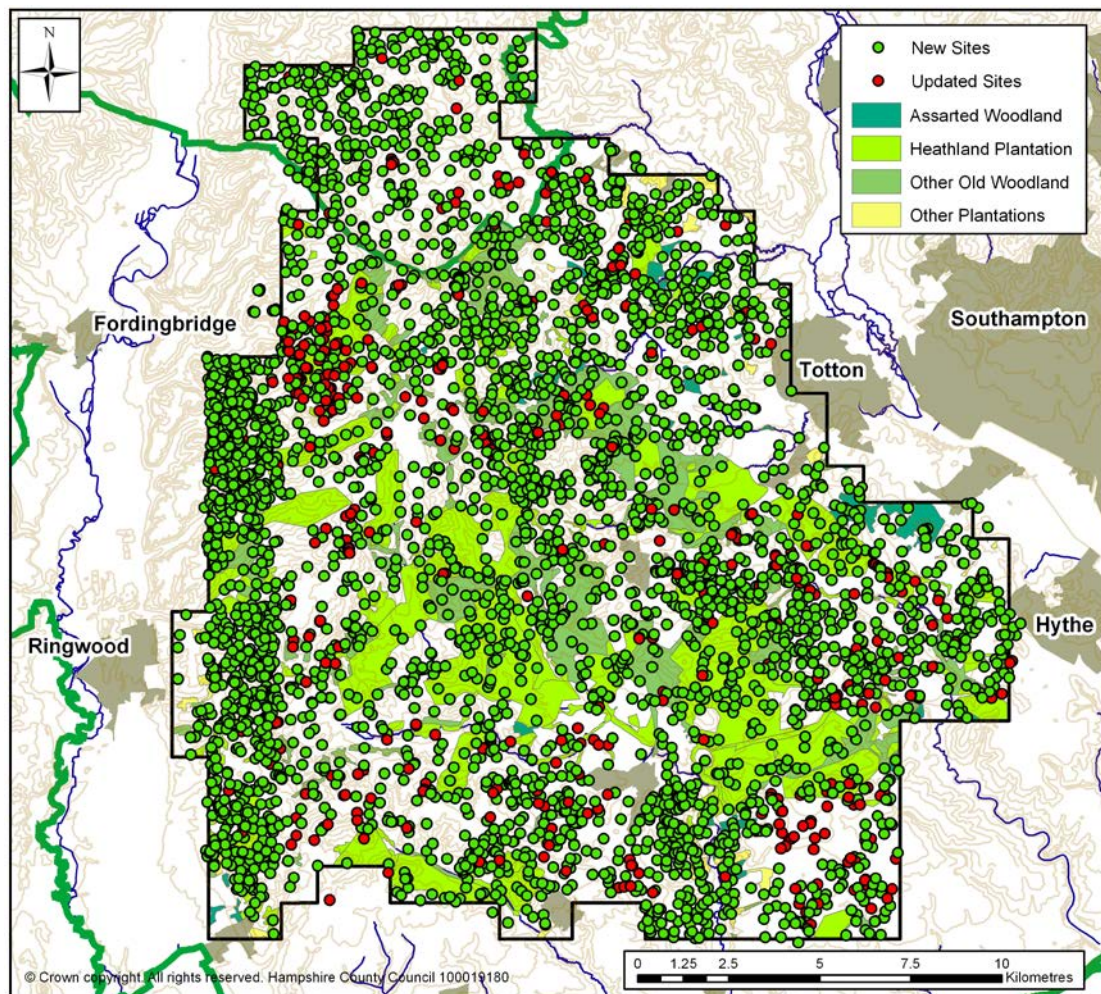 N
New Sites
Updated Sites
Assarted Woodland
Heathland Plantation
Other Old Woodland
Other Plantations
Fordingbridge
Southampton
Totton
Ringwood
Hythe
© Crown copyright. All rights reserved. Hampshire County Council 100019180
0 1.25 2.5 5 7.5 10
Kilometres